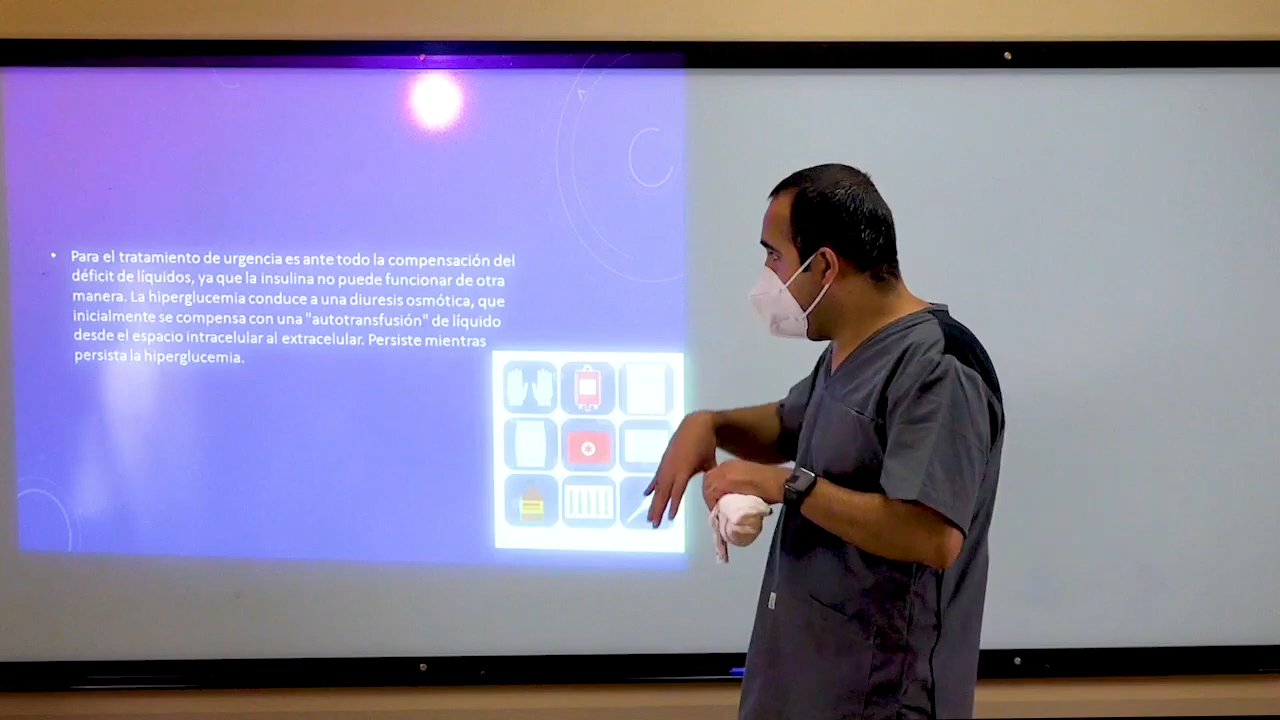 • Para el tratamiento de urgencia es ante todo la compensación del
déficit de líquidos, ya que la insulina no puede funcionar de otra
manera. La hiperglucemia conduce a una diuresis osmótica, que
inicialmente se compensa con una "autotransfusión" de líquido
desde el espacio intracelular al extracelular. Persiste mientras
persista la hiperglucemia.